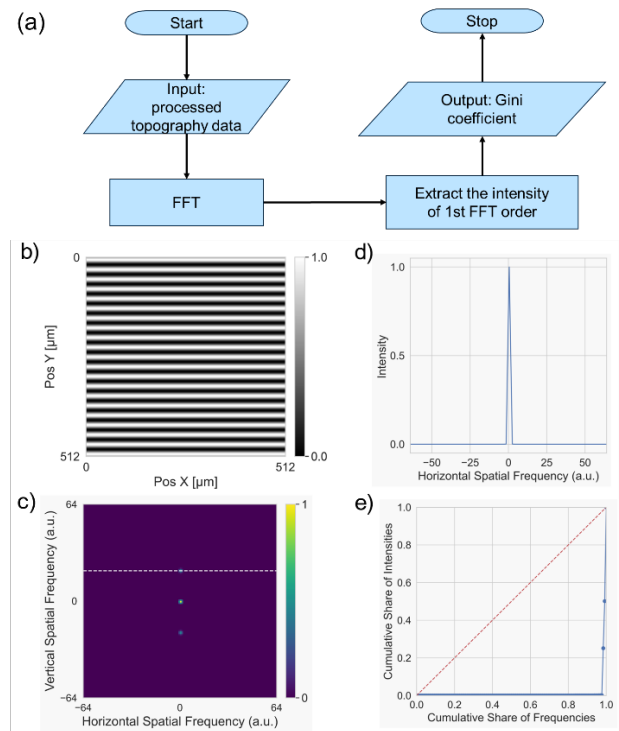 (a)
Start
Stop
Input:
processed
topography data
Output: Gini
coefficient
FFT
Extract the intensity
of 1st FFT order
b)
0
Pos Y [μm]
512
0
Pos X [μm]
512
1.0
0.0
d)
1.0
0.5
0.0
Intensity
−50
−25
0
25
50
Horizontal Spatial Frequency (a.u.)
c)
64
0
−64
Vertical Spatial Frequency (a.u.)
−64
0
64
Horizontal Spatial Frequency (a.u.)
1
0
e)
1.0
0.8
0.6
0.4
0.2
0.0
Cumulative Share of Intensities
0.0
0.2
0.4
0.6
0.8
1.0
Cumulative Share of Frequencies